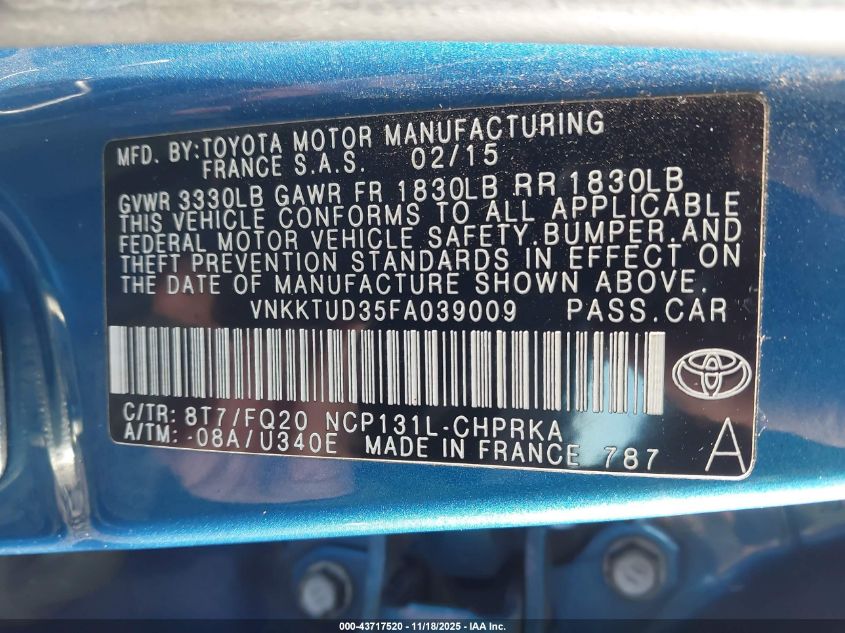 MFD. BY:TOYOTA MOTOR MANUFACTURING
FRANCE S.A.S. 02/15
GVWR 3330LB GAWR FR 1830LB RR 1830LB
THIS VEHICLE CONFORMS TO ALL APPLICABLE
FEDERAL MOTOR VEHICLE SAFETY,BUMPER,AND
THEFT PREVENTION STANDARDS IN EFFECT ON
THE DATE OF MANUFACTURE SHOWN ABOVE.
VNKKTUD35FA039009 PASS.CAR
C/TR: 8T7/FQ20 NCP131L-CHPRKA
A/TM: -08A/U340E MADE IN FRANCE 787 A
000-43717520 - 11/18/2025 - IAA Inc.